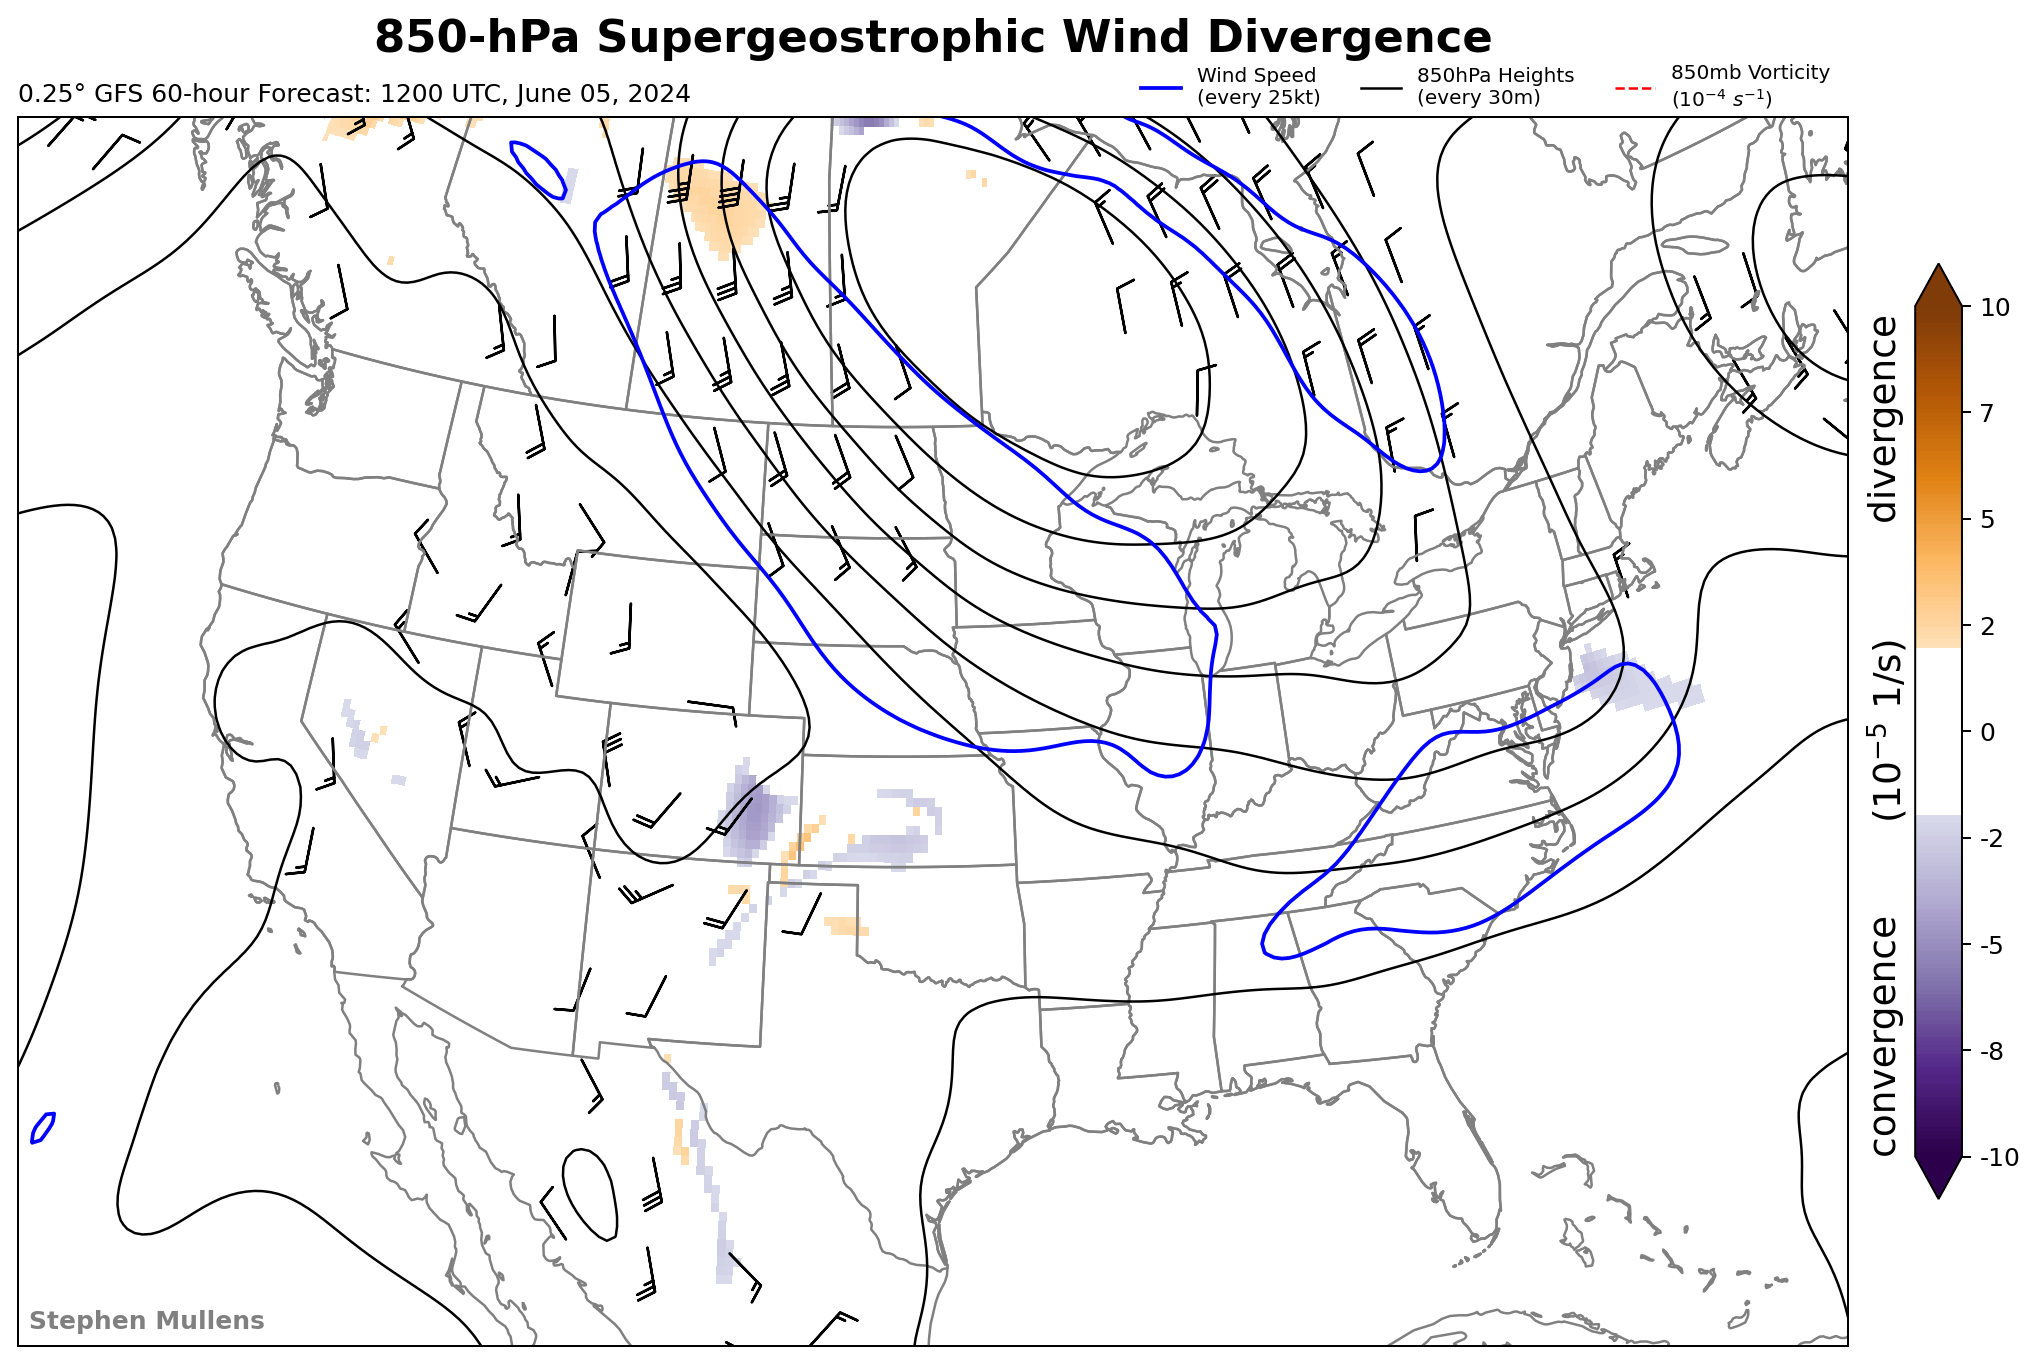 850-hPa Supergeostrophic Wind Divergence
0.25° GFS 60-hour Forecast: 1200 UTC, June 05, 2024
Wind Speed
(every 25kt)
850hPa Heights
(every 30m)
850mb Vorticity
(10⁻⁴ s⁻¹)
10
7
5
2
0
-2
-5
-8
-10
convergence (10⁻⁵ 1/s) divergence
Stephen Mullens